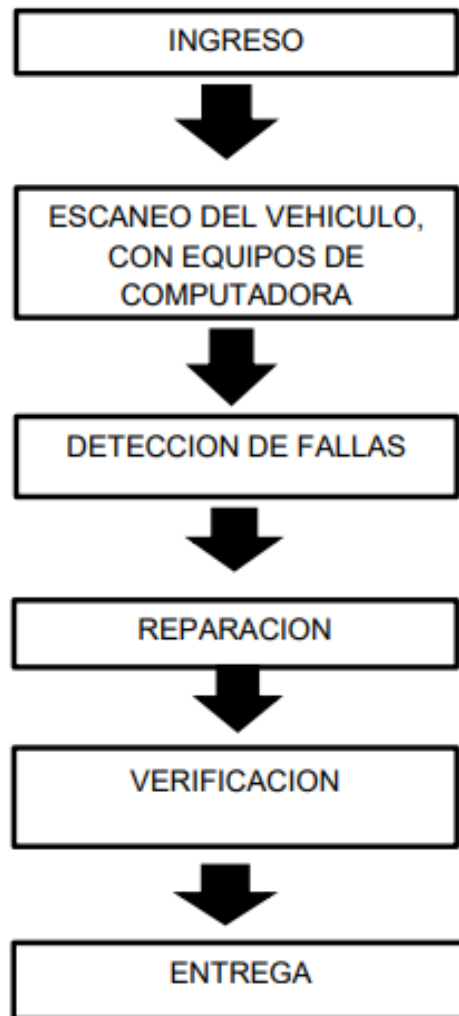 INGRESO
ESCANEO DEL VEHICULO,
CON EQUIPOS DE
COMPUTADORA
DETECCION DE FALLAS
REPARACION
VERIFICACION
ENTREGA